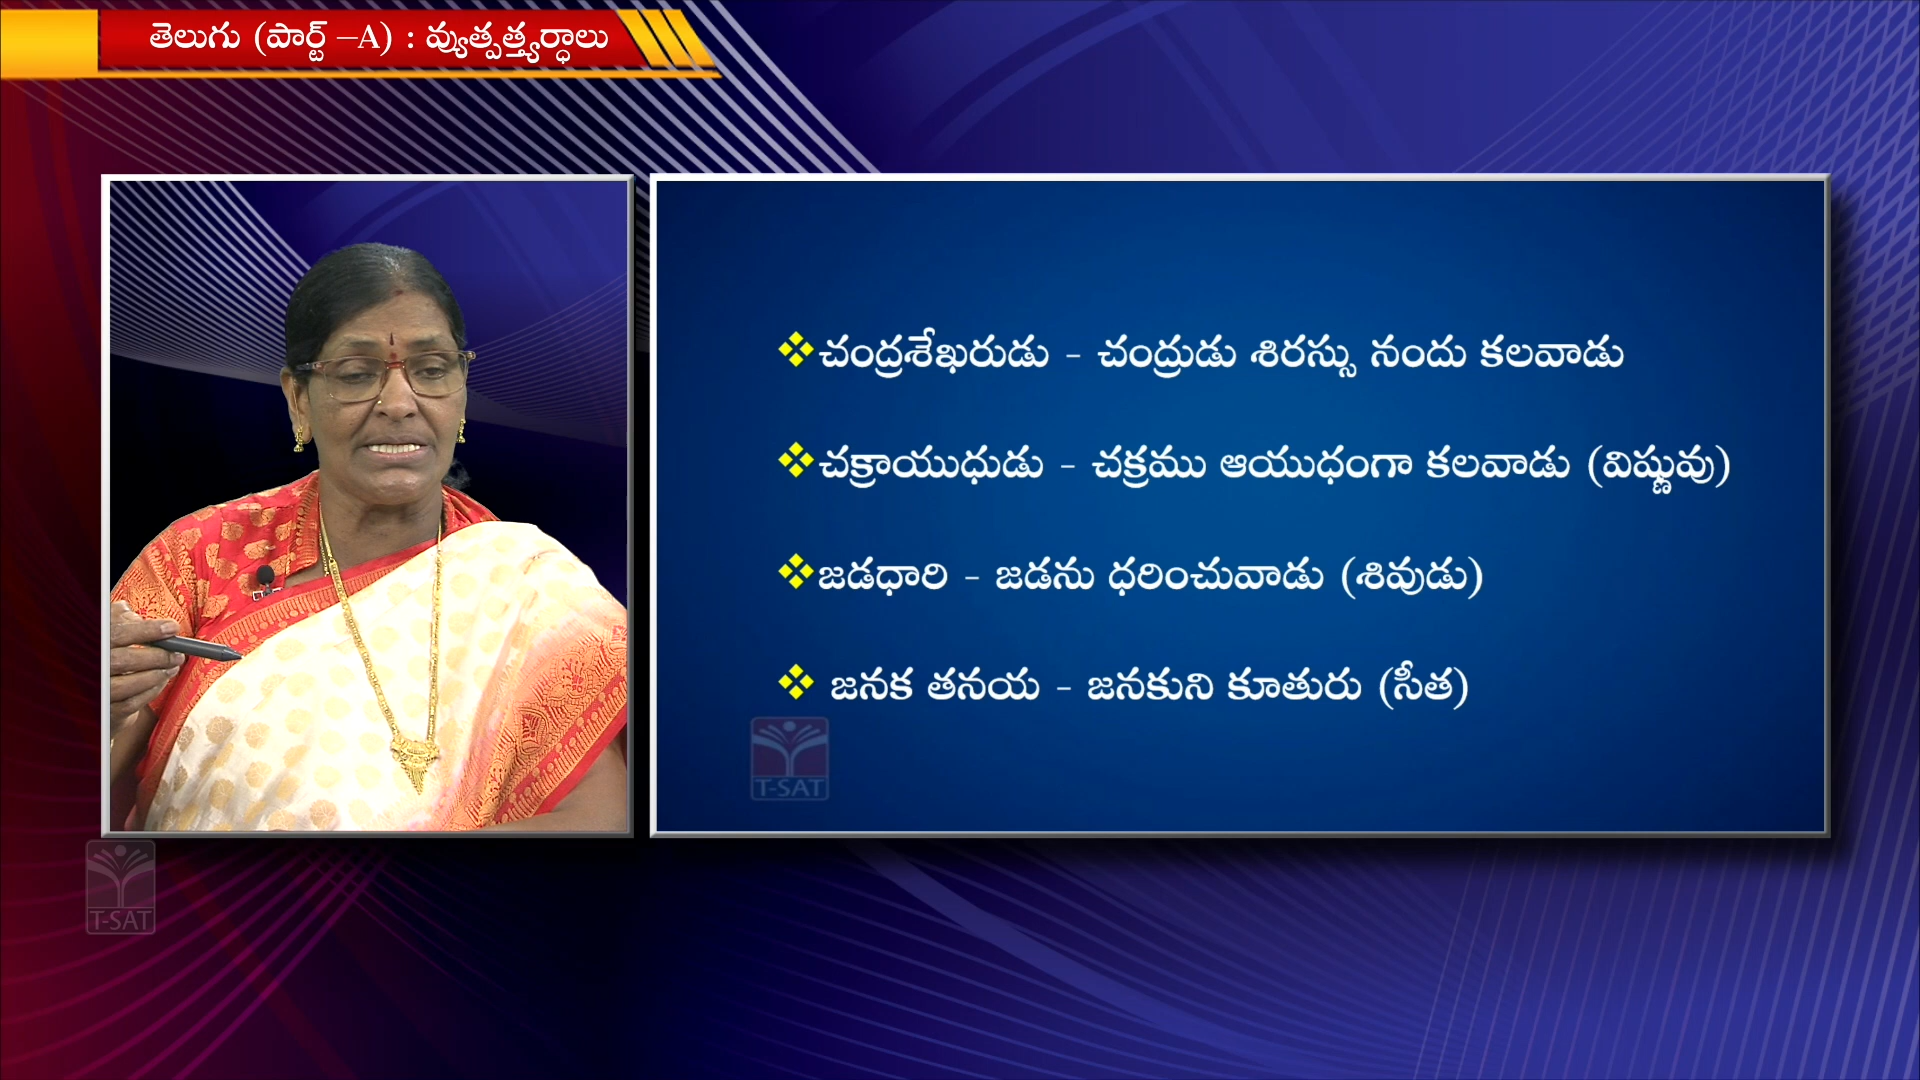 తెలుగు (పార్ట్ –A) : వ్యుత్పత్త్యర్థాలు
చంద్రశేఖరుడు - చంద్రుడు శిరస్సు నందు కలవాడు
చక్రాయుధుడు - చక్రము ఆయుధంగా కలవాడు (విష్ణువు)
జడధారి - జడను ధరించువాడు (శివుడు)
జనక తనయ - జనకుని కూతురు (సీత)
T-SAT
T-SAT